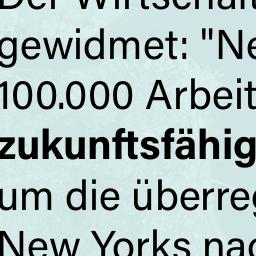 Der Wirtschaft
gewidmet: "Ne
100.000 Arbeit
zukunftsfähig
um die überreg
New Yorks nac